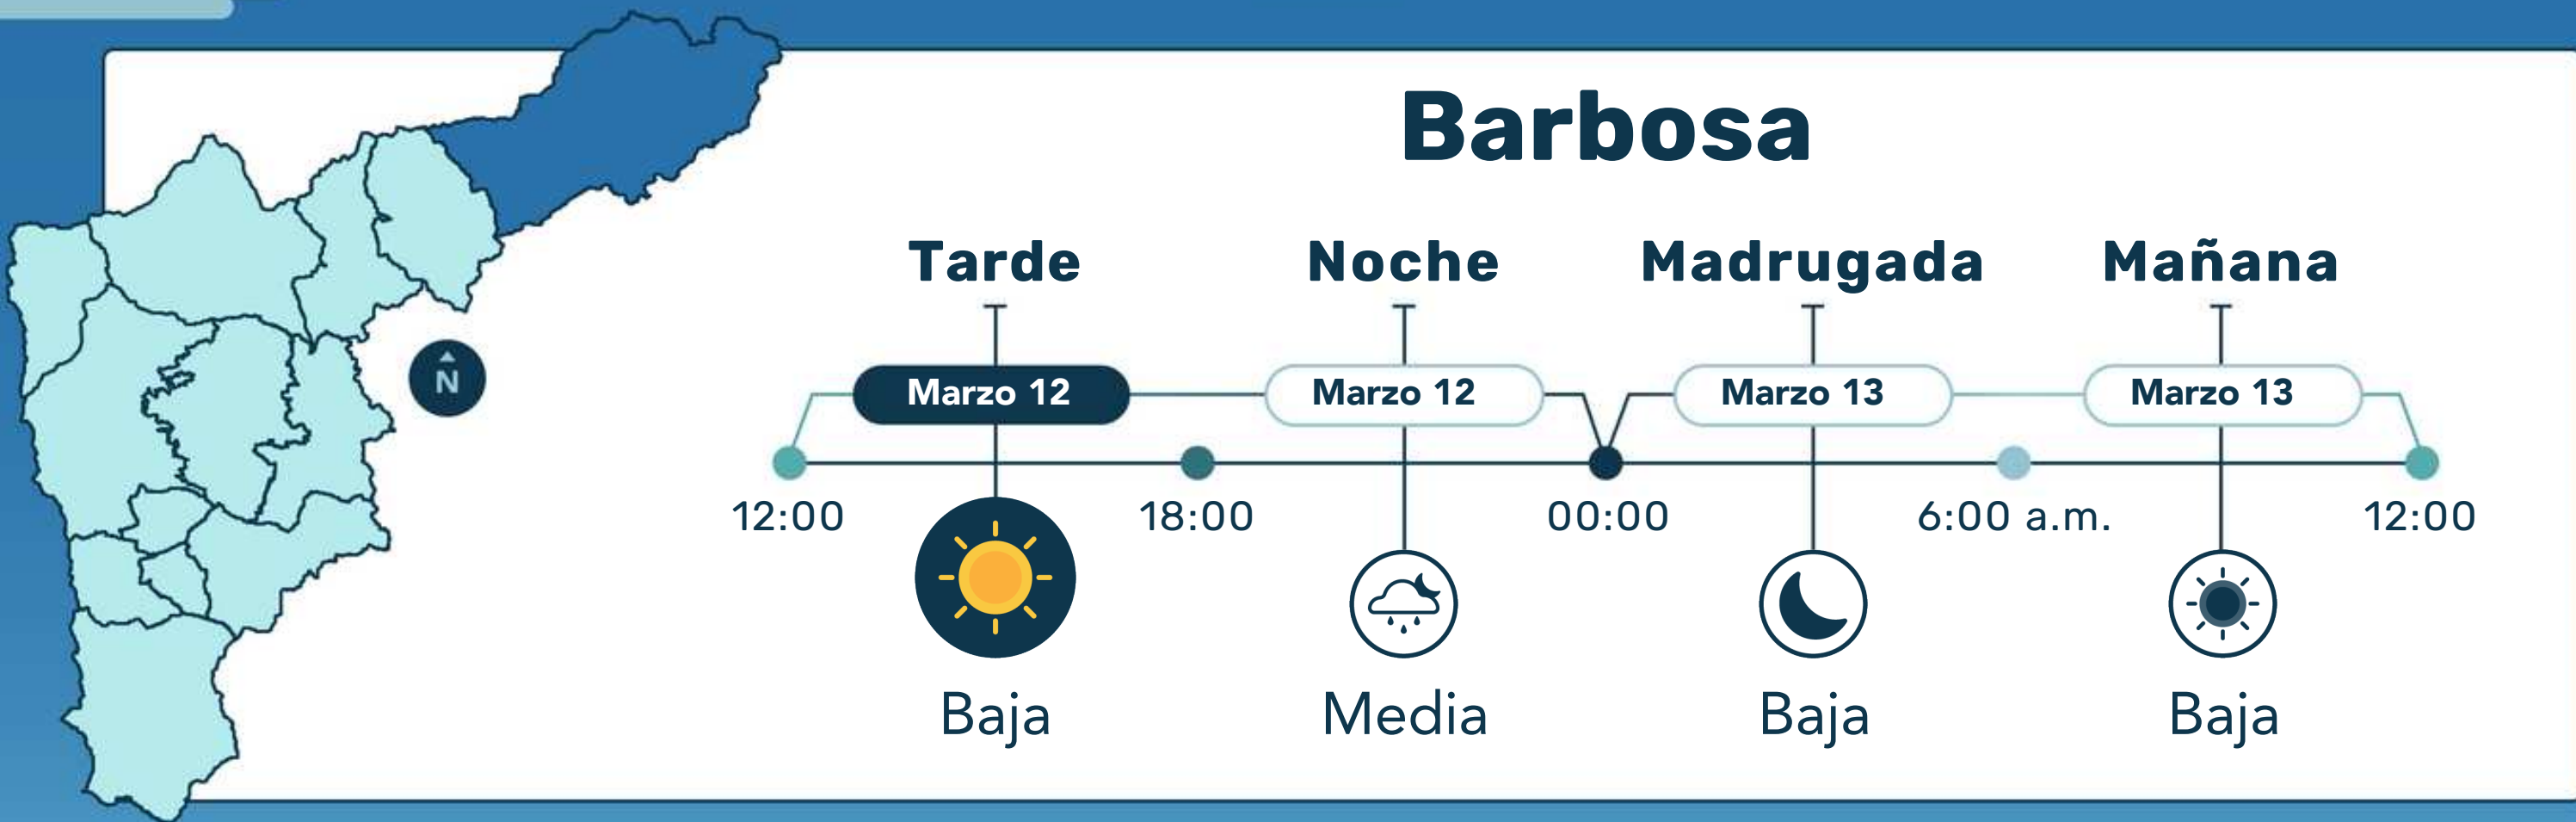 Barbosa
Tarde Noche Madrugada Mañana
Marzo 12 Marzo 12 Marzo 13 Marzo 13
N
12:00 18:00 00:00 6:00 a.m. 12:00
Baja Media Baja Baja